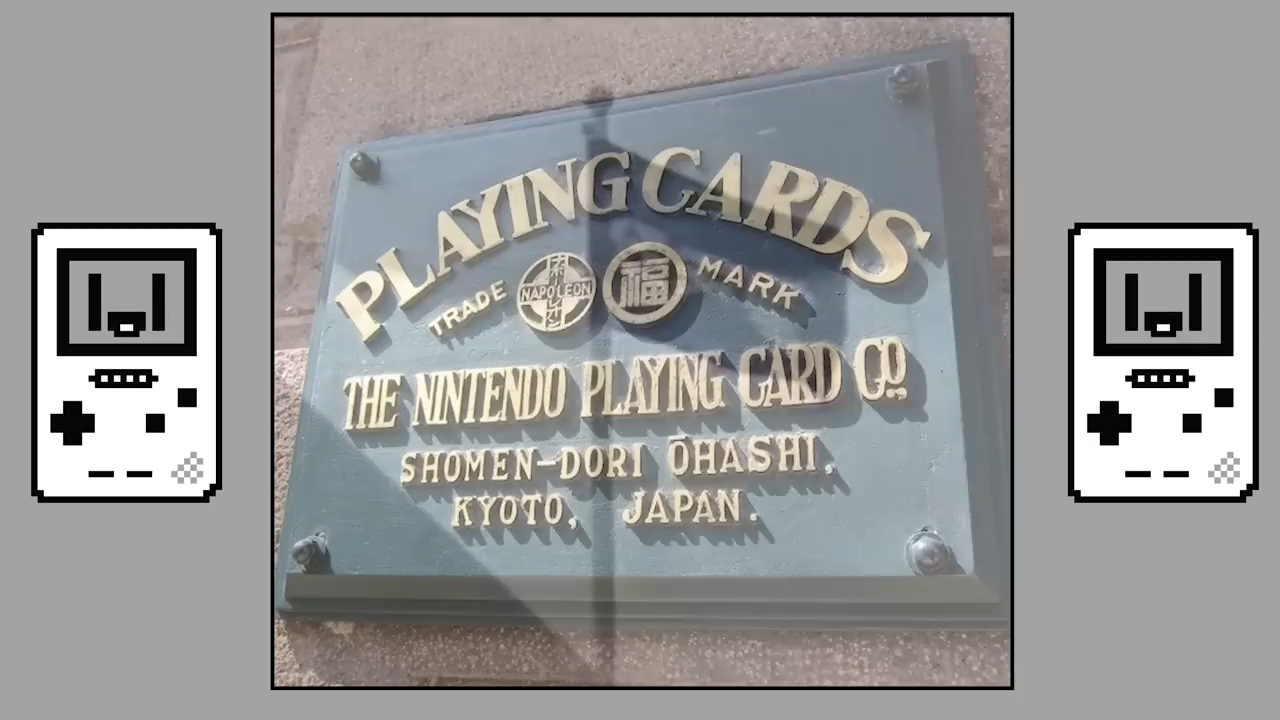 PLAYING CARDS
TRADE NAPOLEON 福 MARK
THE NINTENDO PLAYING CARD CO.,
SHOMEN-DORI ŌHASHI,
KYOTO, JAPAN.